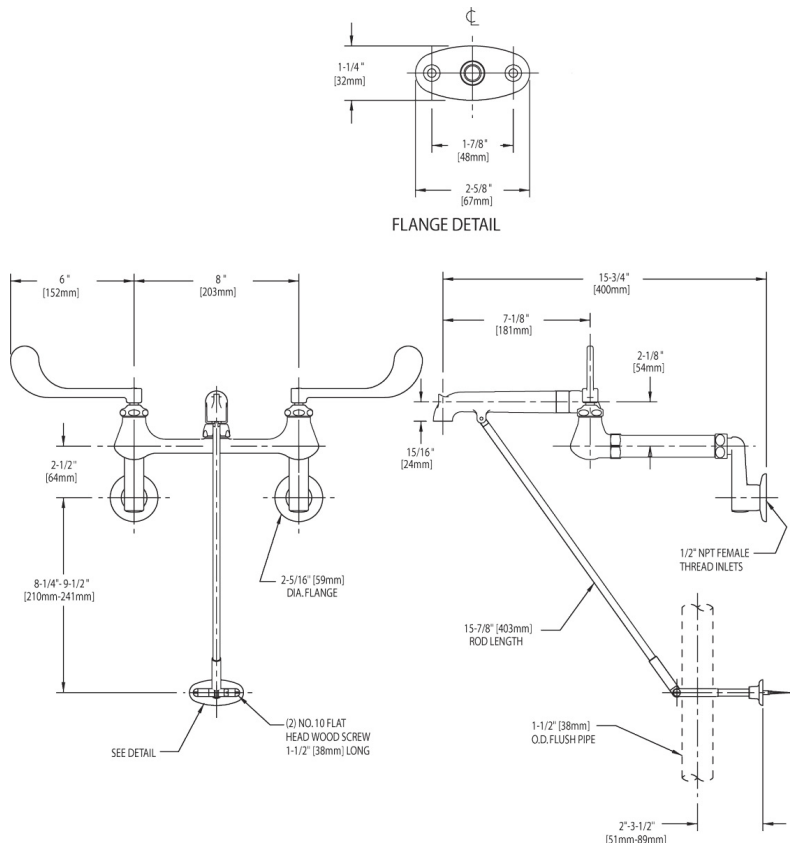 ℄
1-1/4"
[32mm]
1-7/8"
[48mm]
2-5/8"
[67mm]
FLANGE DETAIL
6"
[152mm]
8"
[203mm]
15-3/4"
[400mm]
7-1/8"
[181mm]
2-1/8"
[54mm]
2-1/2"
[64mm]
15/16"
[24mm]
8-1/4"-9-1/2"
[210mm-241mm]
2-5/16" [59mm]
DIA.FLANGE
1/2" NPT FEMALE
THREAD INLETS
15-7/8" [403mm]
ROD LENGTH
(2) NO.10 FLAT
HEAD WOOD SCREW
1-1/2" [38mm] LONG
SEE DETAIL
1-1/2" [38mm]
O.D.FLUSH PIPE
2"-3-1/2"
[51mm-89mm]